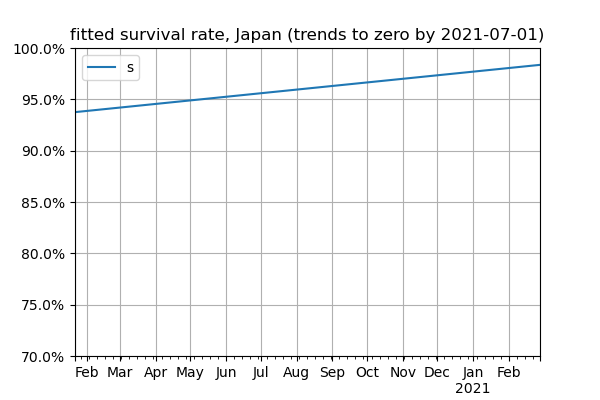 fitted survival rate, Japan (trends to zero by 2021-07-01)
100.0%
s
95.0%
90.0%
85.0%
80.0%
75.0%
70.0%
Feb Mar Apr May Jun Jul Aug Sep Oct Nov Dec Jan Feb
2021